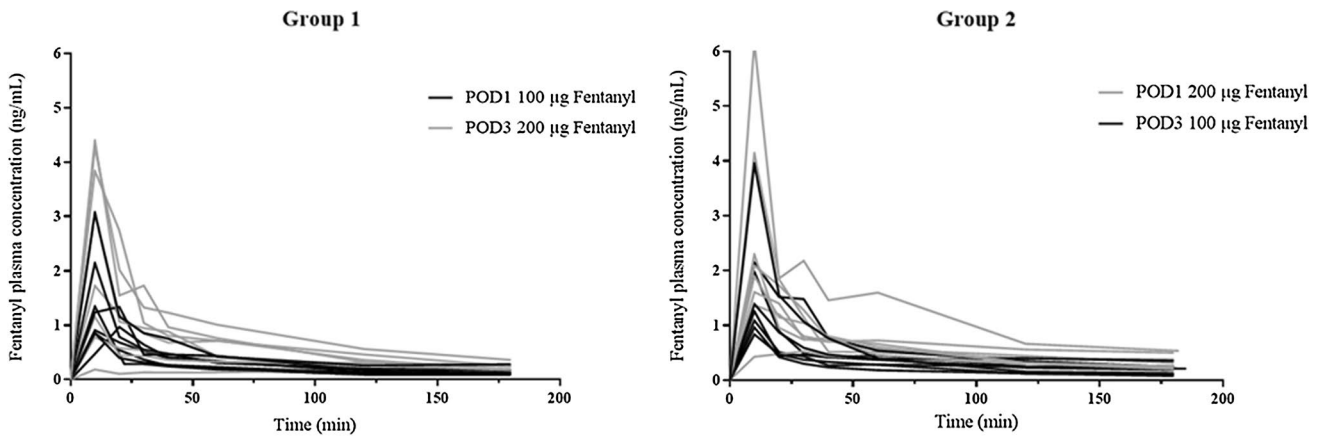 Group 1
Fentanyl plasma concentration (ng/mL)
6
5
4
3
2
1
0
0
50
100
150
200
Time (min)
POD1 100 µg Fentanyl
POD3 200 µg Fentanyl
Group 2
Fentanyl plasma concentration (ng/mL)
6
5
4
3
2
1
0
0
50
100
150
200
Time (min)
POD1 200 µg Fentanyl
POD3 100 µg Fentanyl